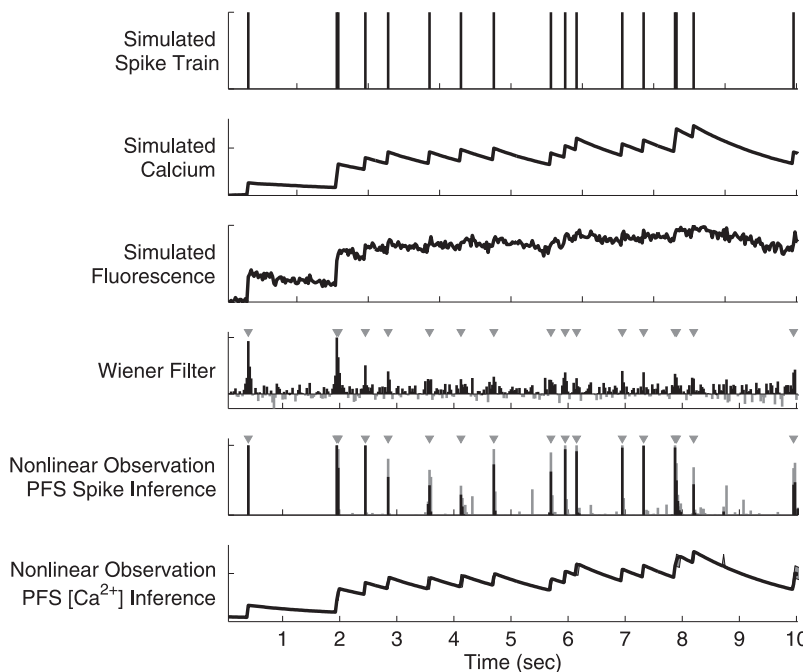 Simulated
Spike Train
Simulated
Calcium
Simulated
Fluorescence
Wiener Filter
Nonlinear Observation
PFS Spike Inference
Nonlinear Observation
PFS [Ca²⁺] Inference
1 2 3 4 5 6 7 8 9 10
Time (sec)